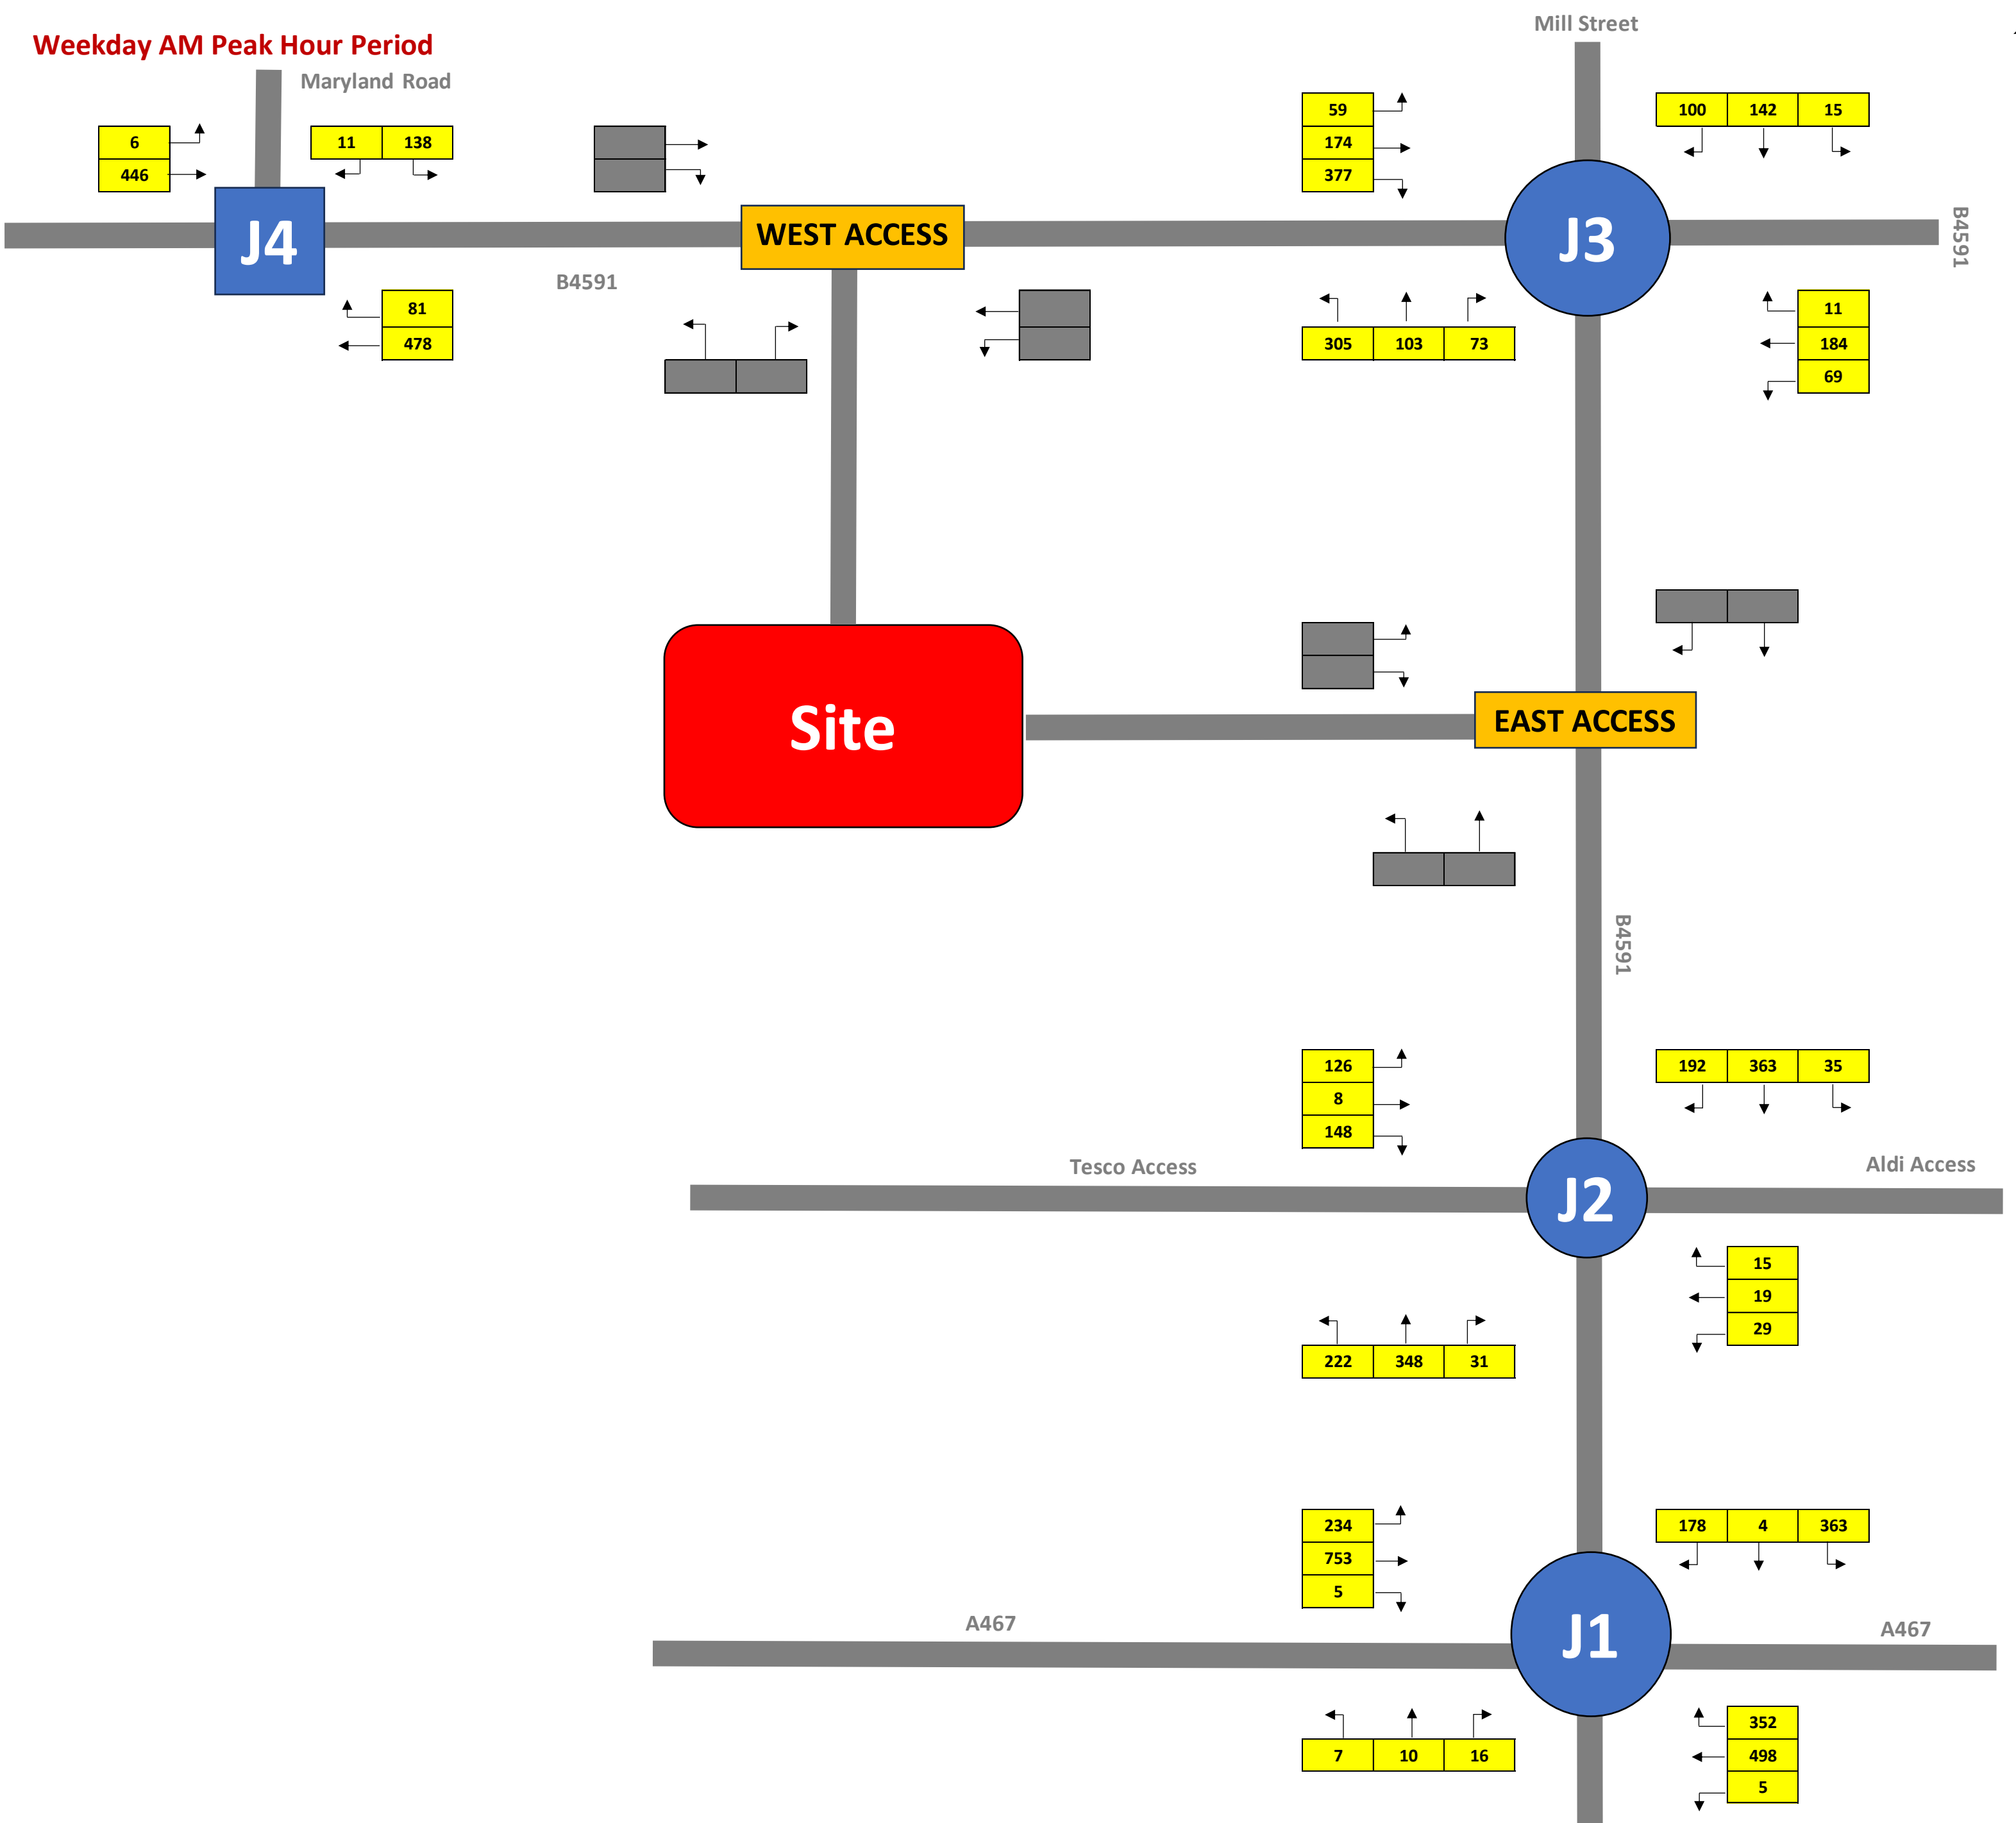 Mill Street
Weekday AM Peak Hour Period
Maryland Road
6
446
11 138
59
174
377
100 142 15
J4
WEST ACCESS
J3
B4591
B4591
81
478
305 103 73
11
184
69
Site
EAST ACCESS
B4591
126
8
148
192 363 35
Tesco Access
Aldi Access
J2
15
19
29
222 348 31
234
753
5
178 4 363
A467
J1
A467
7 10 16
352
498
5